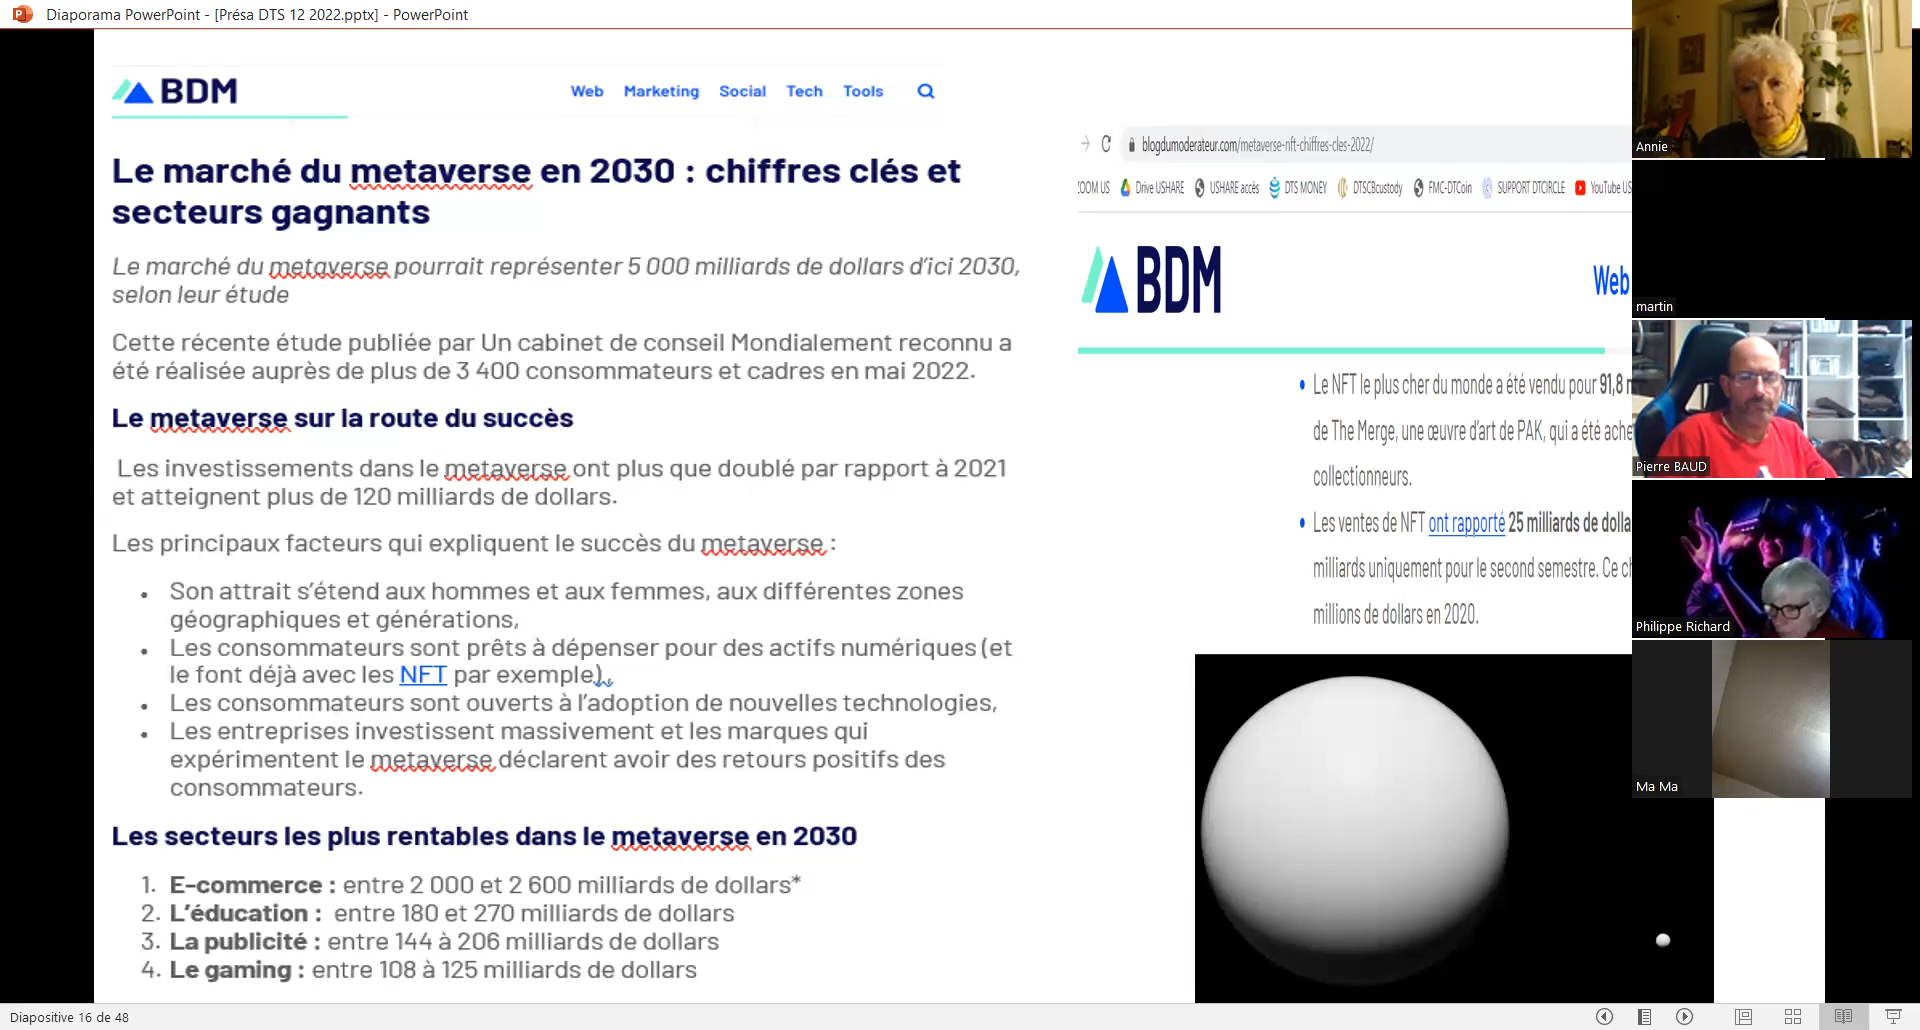 Diaporama PowerPoint - [Présa DTS 12 2022.pptx] - PowerPoint
BDM
Web Marketing Social Tech Tools
Le marché du metaverse en 2030 : chiffres clés et
secteurs gagnants
Le marché du metaverse pourrait représenter 5 000 milliards de dollars d'ici 2030,
selon leur étude
Cette récente étude publiée par Un cabinet de conseil Mondialement reconnu a
été réalisée auprès de plus de 3 400 consommateurs et cadres en mai 2022.
Le metaverse sur la route du succès
Les investissements dans le metaverse ont plus que doublé par rapport à 2021
et atteignent plus de 120 milliards de dollars.
Les principaux facteurs qui expliquent le succès du metaverse :
• Son attrait s'étend aux hommes et aux femmes, aux différentes zones
géographiques et générations,
• Les consommateurs sont prêts à dépenser pour des actifs numériques (et
le font déjà avec les NFT par exemple),
• Les consommateurs sont ouverts à l'adoption de nouvelles technologies,
• Les entreprises investissent massivement et les marques qui
expérimentent le metaverse déclarent avoir des retours positifs des
consommateurs.
Les secteurs les plus rentables dans le metaverse en 2030
1. E-commerce : entre 2 000 et 2 600 milliards de dollars*
2. L'éducation : entre 180 et 270 milliards de dollars
3. La publicité : entre 144 à 206 milliards de dollars
4. Le gaming : entre 108 à 125 milliards de dollars
blogdumoderateur.com/metaverse-nft-chiffres-cles-2022/
ZOOM US Drive USHARE USHARE accès DTS MONEY DTSCBcustody FMC-DTCoin SUPPORT DTCIRCLE YouTube US
BDM
Web
• Le NFT le plus cher du monde a été vendu pour 91,8
de The Merge, une œuvre d'art de PAK, qui a été ache
collectionneurs.
• Les ventes de NFT ont rapporté 25 milliards de dolla
milliards uniquement pour le second semestre. Ce c
millions de dollars en 2020.
Annie
martin
Pierre BAUD
Philippe Richard
Ma Ma
Diapositive 16 de 48